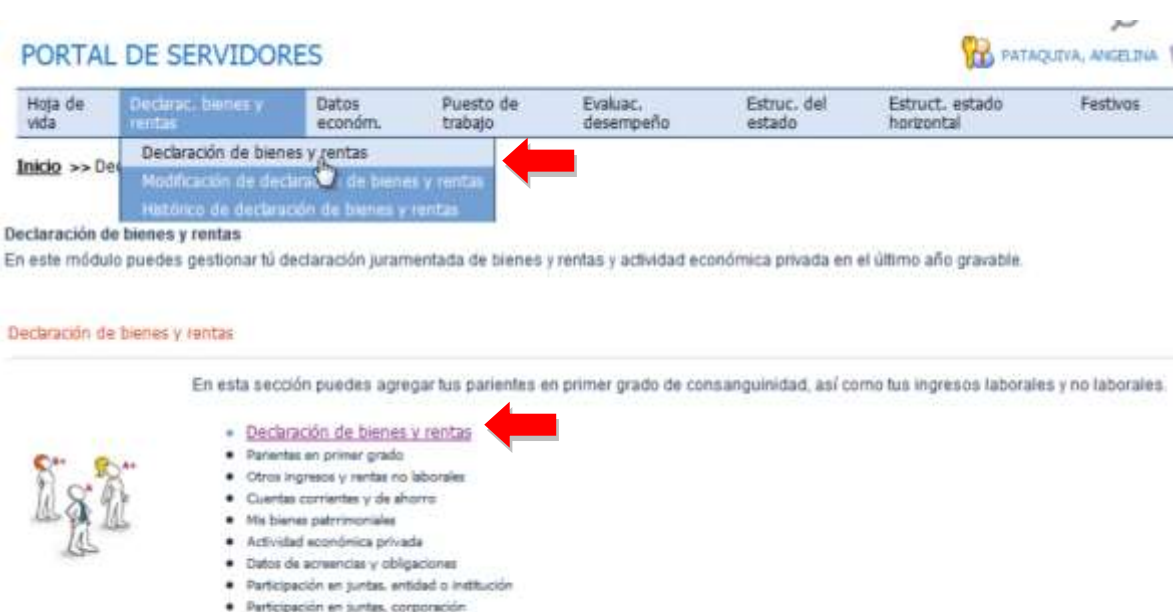 PORTAL DE SERVIDORES
PATAQUIVA, ANGELINA
Hoja de vida
Declarac. bienes y rentas
Datos económ.
Puesto de trabajo
Evaluac. desempeño
Estruc. del estado
Estruct. estado horizontal
Festivos
Declaración de bienes y rentas
Inicio >> De
Modificación de declaración de bienes y rentas
Histórico de declaración de bienes y rentas
Declaración de bienes y rentas
En este módulo puedes gestionar tú declaración juramentada de bienes y rentas y actividad económica privada en el último año gravable.
Declaración de bienes y rentas
En esta sección puedes agregar tus parientes en primer grado de consanguinidad, así como tus ingresos laborales y no laborales.
Declaración de bienes y rentas
Parientes en primer grado
Otros ingresos y rentas no laborales
Cuentas corrientes y de ahorro
Mis bienes patrimoniales
Actividad económica privada
Datos de acreencias y obligaciones
Participación en juntas, entidad o institución
Participación en juntas, corporación